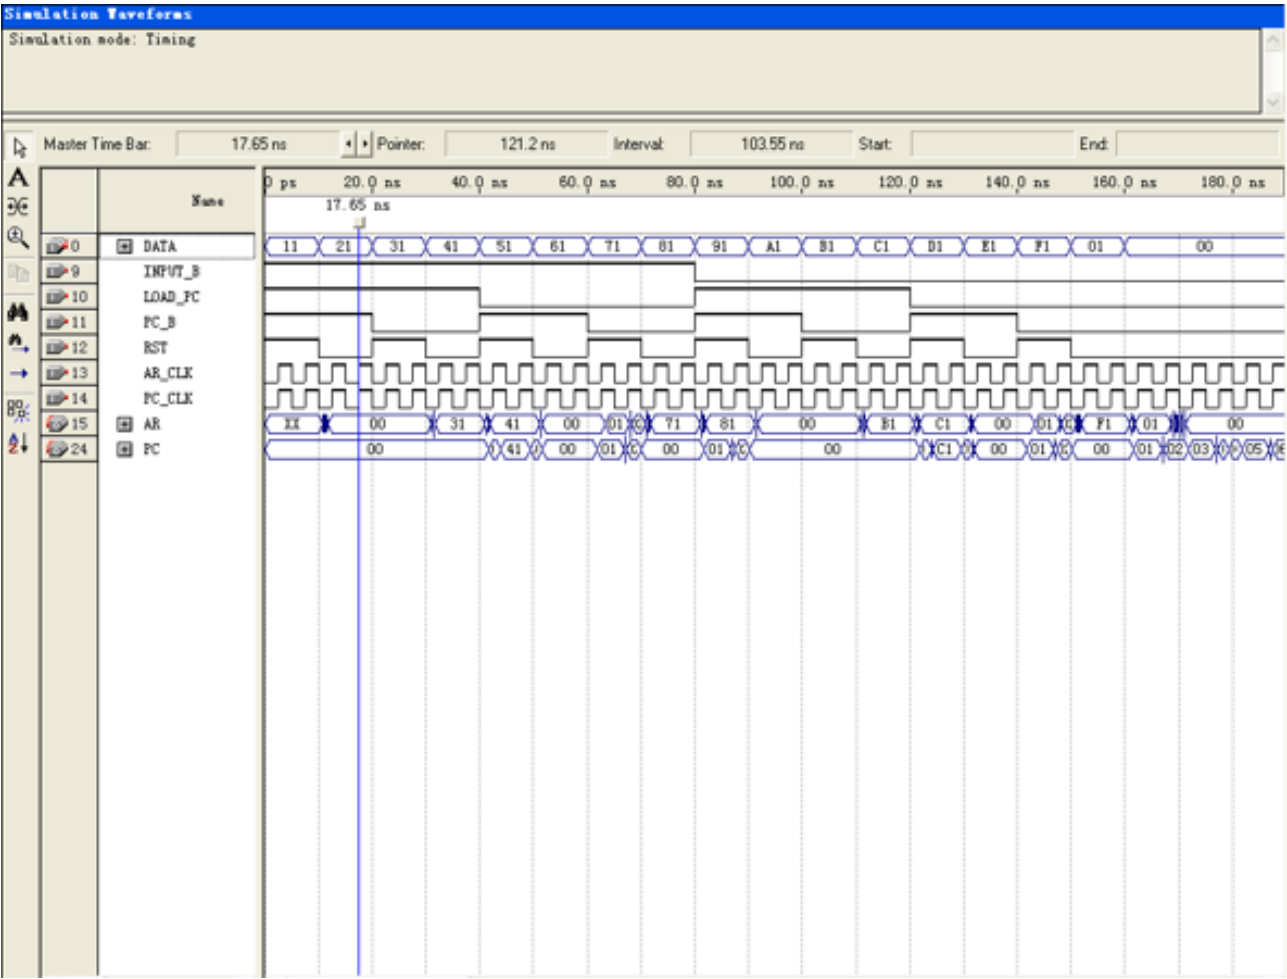 Simulation Waveforms
Simulation mode: Timing
Master Time Bar: 17.65 ns Pointer: 121.2 ns Interval: 103.55 ns Start: End:
Name 0 ps 20.0 ns 40.0 ns 60.0 ns 80.0 ns 100.0 ns 120.0 ns 140.0 ns 160.0 ns 180.0 ns
17.65 ns
0 DATA 11 21 31 41 51 61 71 81 91 A1 B1 C1 D1 E1 F1 01 00
9 INPUT_B
10 LOAD_PC
11 PC_B
12 RST
13 AR_CLK
14 PC_CLK
15 AR XX 00 31 41 00 01 71 81 00 B1 C1 00 01 F1 01 00
24 PC 00 41 00 01 00 01 00 C1 00 01 00 01 02 03 05